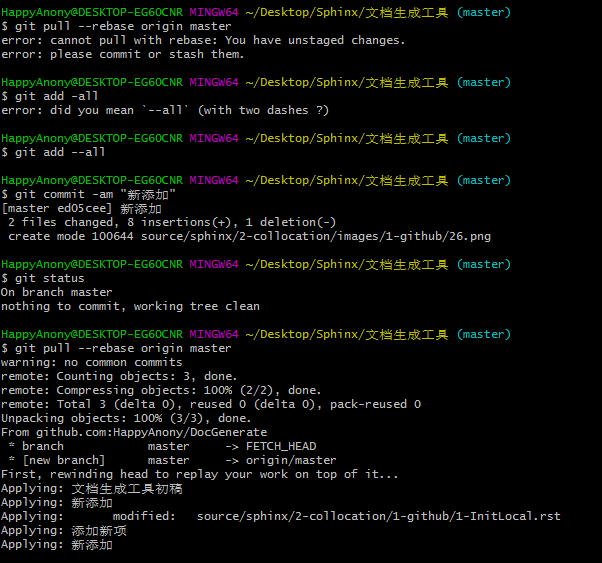 HappyAnony@DESKTOP-EG60CNR MINGW64 ~/Desktop/Sphinx/文档生成工具 (master)
$ git pull --rebase origin master
error: cannot pull with rebase: You have unstaged changes.
error: please commit or stash them.
HappyAnony@DESKTOP-EG60CNR MINGW64 ~/Desktop/Sphinx/文档生成工具 (master)
$ git add -all
error: did you mean `--all` (with two dashes ?)
HappyAnony@DESKTOP-EG60CNR MINGW64 ~/Desktop/Sphinx/文档生成工具 (master)
$ git add --all
HappyAnony@DESKTOP-EG60CNR MINGW64 ~/Desktop/Sphinx/文档生成工具 (master)
$ git commit -am "新添加"
[master ed05cee] 新添加
 2 files changed, 8 insertions(+), 1 deletion(-)
 create mode 100644 source/sphinx/2-collocation/images/1-github/26.png
HappyAnony@DESKTOP-EG60CNR MINGW64 ~/Desktop/Sphinx/文档生成工具 (master)
$ git status
On branch master
nothing to commit, working tree clean
HappyAnony@DESKTOP-EG60CNR MINGW64 ~/Desktop/Sphinx/文档生成工具 (master)
$ git pull --rebase origin master
warning: no common commits
remote: Counting objects: 3, done.
remote: Compressing objects: 100% (2/2), done.
remote: Total 3 (delta 0), reused 0 (delta 0), pack-reused 0
Unpacking objects: 100% (3/3), done.
From github.com:HappyAnony/DocGenerate
 * branch            master     -> FETCH_HEAD
 * [new branch]      master     -> origin/master
First, rewinding head to replay your work on top of it...
Applying: 文档生成工具初稿
Applying: 新添加
Applying:       modified:   source/sphinx/2-collocation/1-github/1-InitLocal.rst
Applying: 添加新项
Applying: 新添加